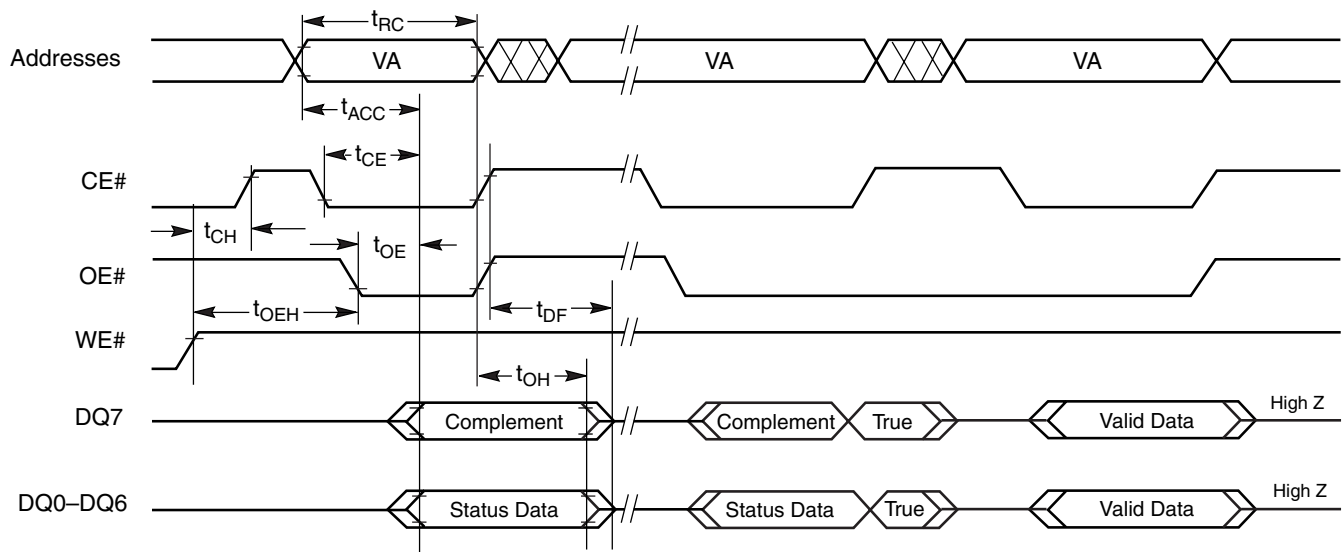 tRC
Addresses VA VA VA
tACC
tCE
CE#
tCH tOE
OE#
tOEH tDF
WE#
tOH
DQ7 Complement Complement True Valid Data High Z
DQ0–DQ6 Status Data Status Data True Valid Data High Z